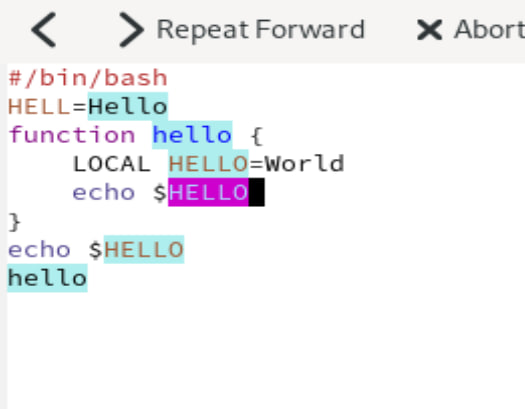 Repeat Forward Abort
#/bin/bash
HELL=Hello
function hello {
    LOCAL HELLO=World
    echo $HELLO
}
echo $HELLO
hello